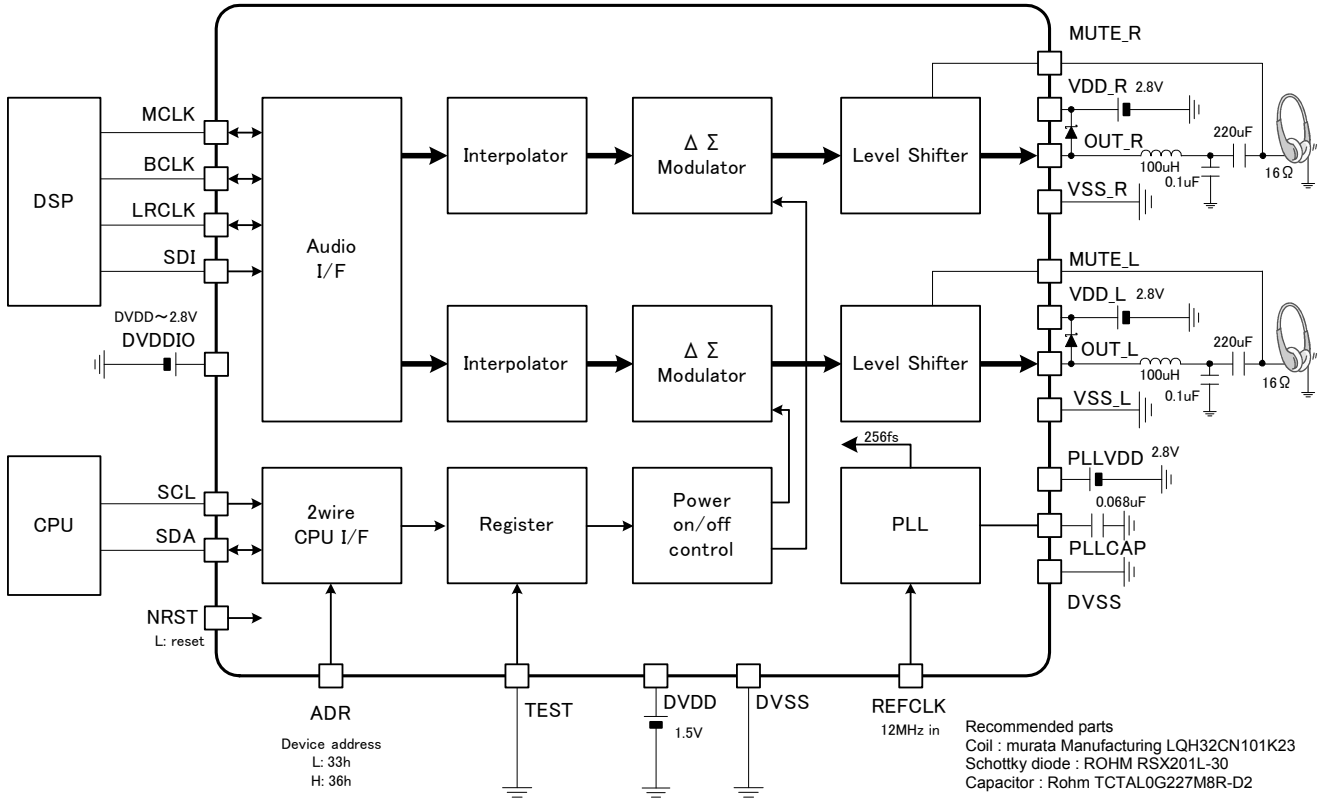 DSP
MCLK
BCLK
LRCLK
SDI
DVDD～2.8V
DVDDIO
CPU
SCL
SDA
NRST
L: reset
Audio
I/F
Interpolator
Δ Σ
Modulator
Level Shifter
Interpolator
Δ Σ
Modulator
Level Shifter
2wire
CPU I/F
Register
Power
on/off
control
256fs
PLL
MUTE_R
VDD_R 2.8V
OUT_R
100uH
0.1uF
220uF
16Ω
VSS_R
MUTE_L
VDD_L 2.8V
OUT_L
100uH
0.1uF
220uF
16Ω
VSS_L
PLLVDD 2.8V
0.068uF
PLLCAP
DVSS
ADR
Device address
L: 33h
H: 36h
TEST
DVDD
1.5V
DVSS
REFCLK
12MHz in
Recommended parts
Coil : murata Manufacturing LQH32CN101K23
Schottky diode : ROHM RSX201L-30
Capacitor : Rohm TCTAL0G227M8R-D2